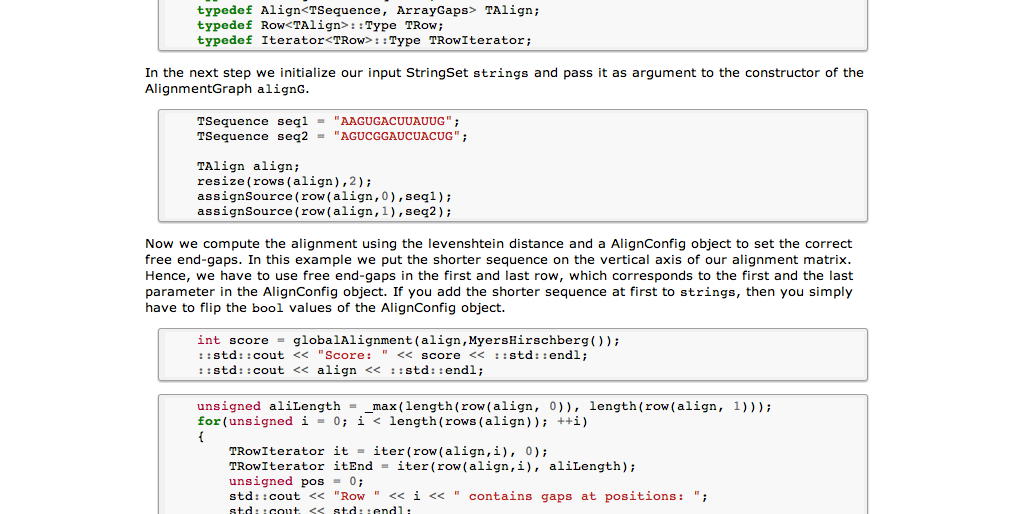 typedef Align<TSequence, ArrayGaps> TAlign;
typedef Row<TAlign>::Type TRow;
typedef Iterator<TRow>::Type TRowIterator;
In the next step we initialize our input StringSet strings and pass it as argument to the constructor of the
AlignmentGraph alignG.
TSequence seq1 = "AAGUGACUUAUUG";
TSequence seq2 = "AGUCGGAUCUACUG";
TAlign align;
resize(rows(align),2);
assignSource(row(align,0),seq1);
assignSource(row(align,1),seq2);
Now we compute the alignment using the levenshtein distance and a AlignConfig object to set the correct
free end-gaps. In this example we put the shorter sequence on the vertical axis of our alignment matrix.
Hence, we have to use free end-gaps in the first and last row, which corresponds to the first and the last
parameter in the AlignConfig object. If you add the shorter sequence at first to strings, then you simply
have to flip the bool values of the AlignConfig object.
int score = globalAlignment(align,MyersHirschberg());
::std::cout << "Score: " << score << ::std::endl;
::std::cout << align << ::std::endl;
unsigned aliLength = _max(length(row(align, 0)), length(row(align, 1)));
for(unsigned i = 0; i < length(rows(align)); ++i)
{
TRowIterator it = iter(row(align,i), 0);
TRowIterator itEnd = iter(row(align,i), aliLength);
unsigned pos = 0;
std::cout << "Row " << i << " contains gaps at positions: ";
std::cout << std::endl;